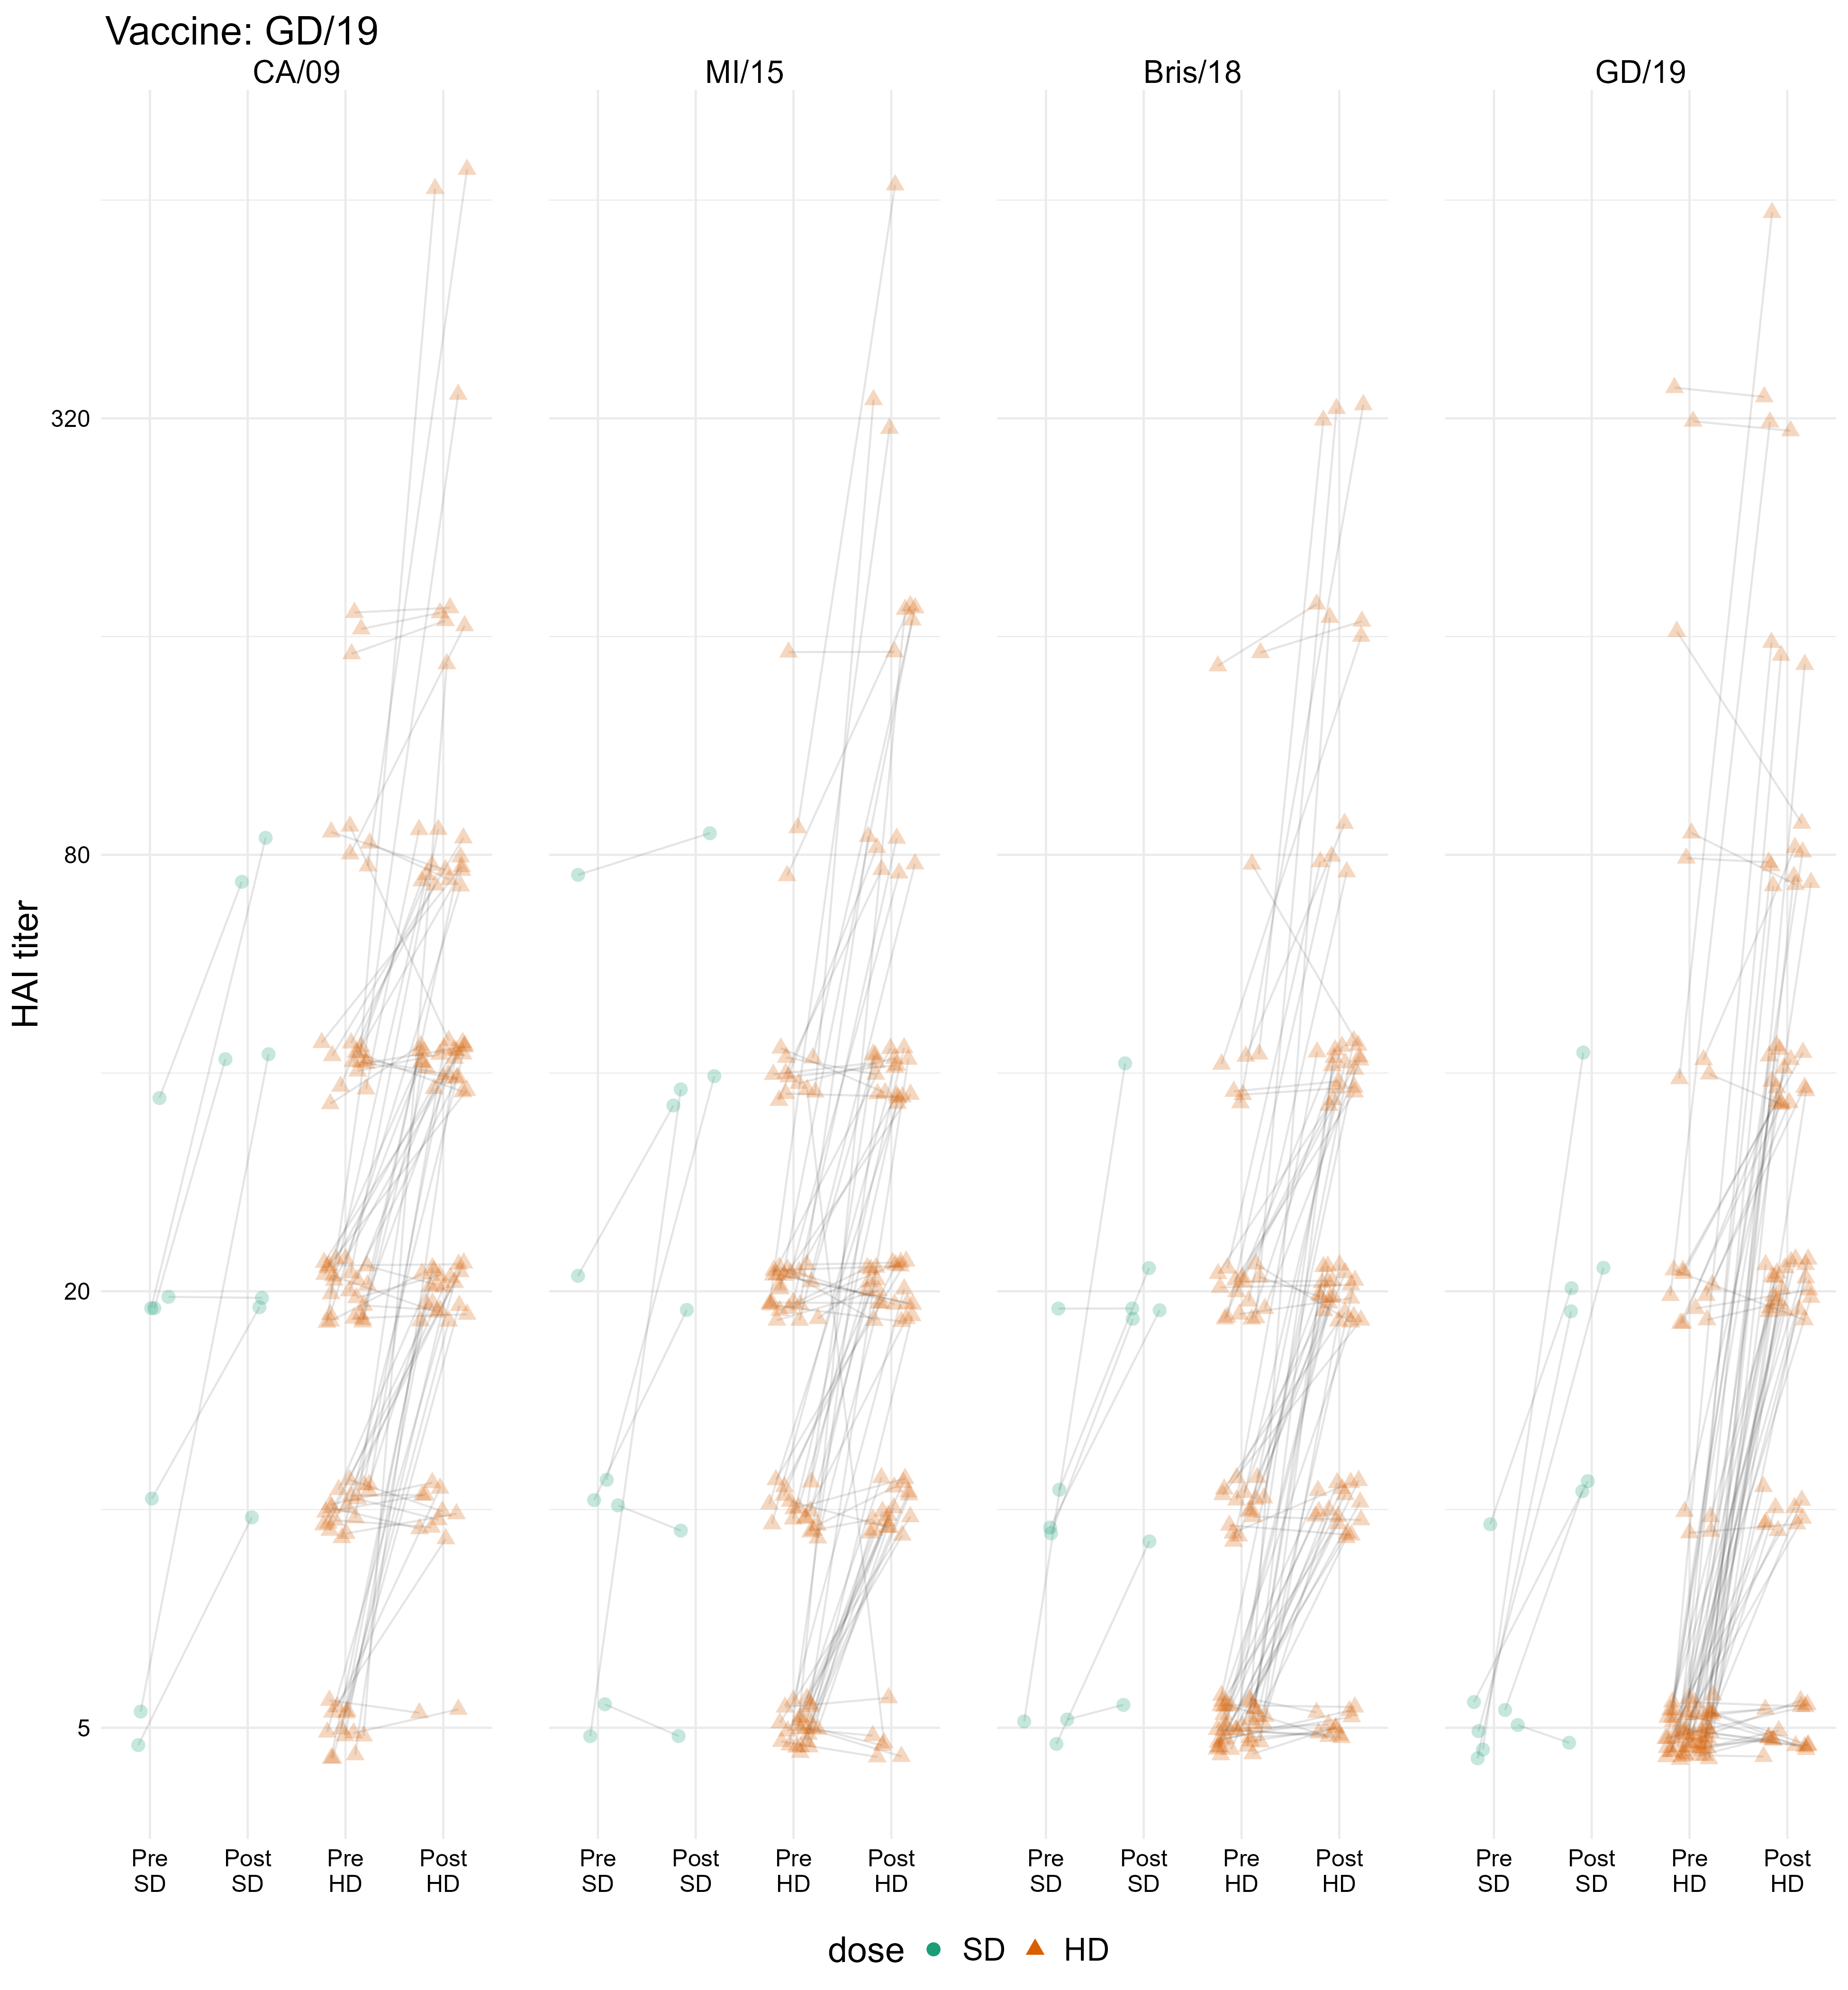 Vaccine: GD/19
CA/09 MI/15 Bris/18 GD/19
HAI titer
320
80
20
5
Pre Post Pre Post Pre Post Pre Post Pre Post Pre Post Pre Post Pre Post
SD SD HD HD SD SD HD HD SD SD HD HD SD SD HD HD
dose SD HD